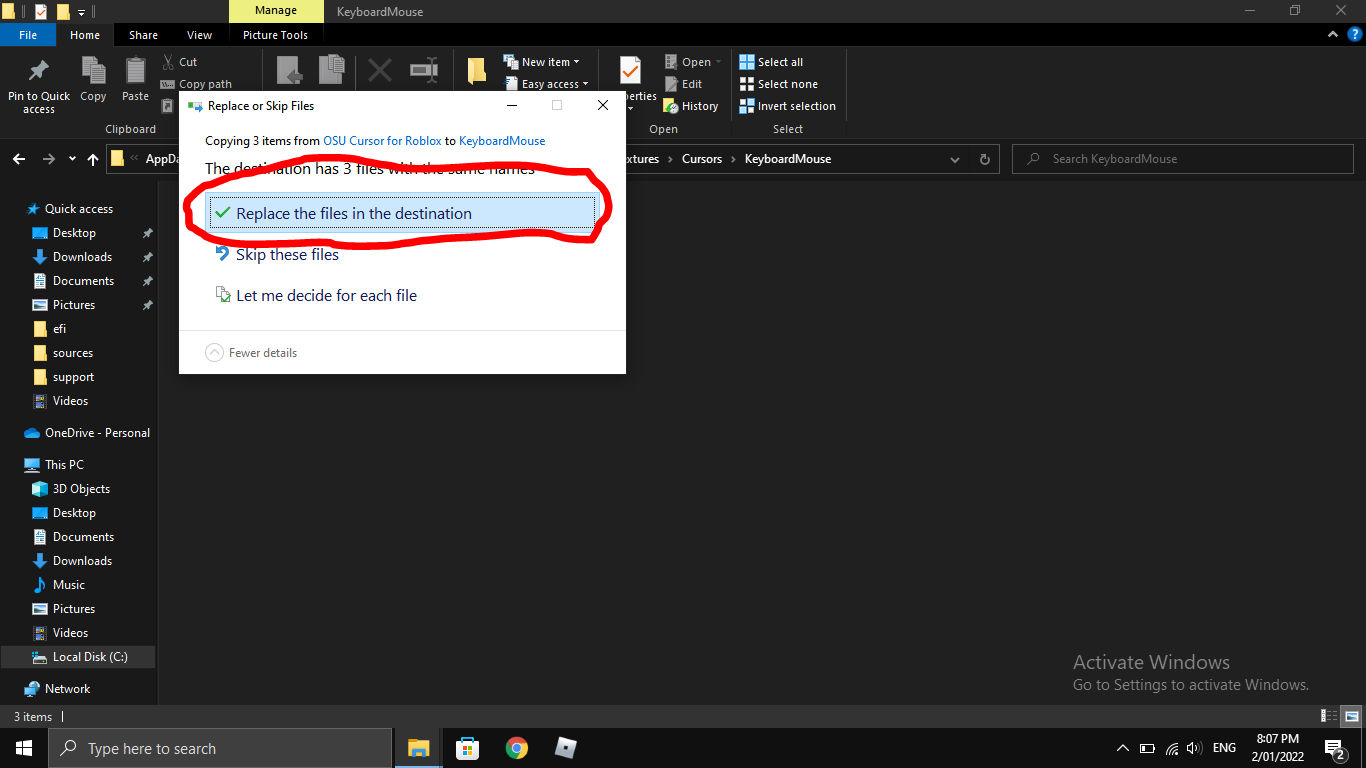 Manage
KeyboardMouse
File
Home
Share
View
Picture Tools
Pin to Quick
access
Copy
Paste
Cut
Copy path
New item
Easy access
Open
Edit
History
Select all
Select none
Invert selection
Clipboard
Open
Select
Replace or Skip Files
Copying 3 items from OSU Cursor for Roblox to KeyboardMouse
The destination has 3 files with the same names
Replace the files in the destination
Skip these files
Let me decide for each file
Fewer details
Cursors
KeyboardMouse
Search KeyboardMouse
Quick access
Desktop
Downloads
Documents
Pictures
efi
sources
support
Videos
OneDrive - Personal
This PC
3D Objects
Desktop
Documents
Downloads
Music
Pictures
Videos
Local Disk (C:)
Network
Activate Windows
Go to Settings to activate Windows.
3 items
Type here to search
ENG
8:07 PM
2/01/2022
2